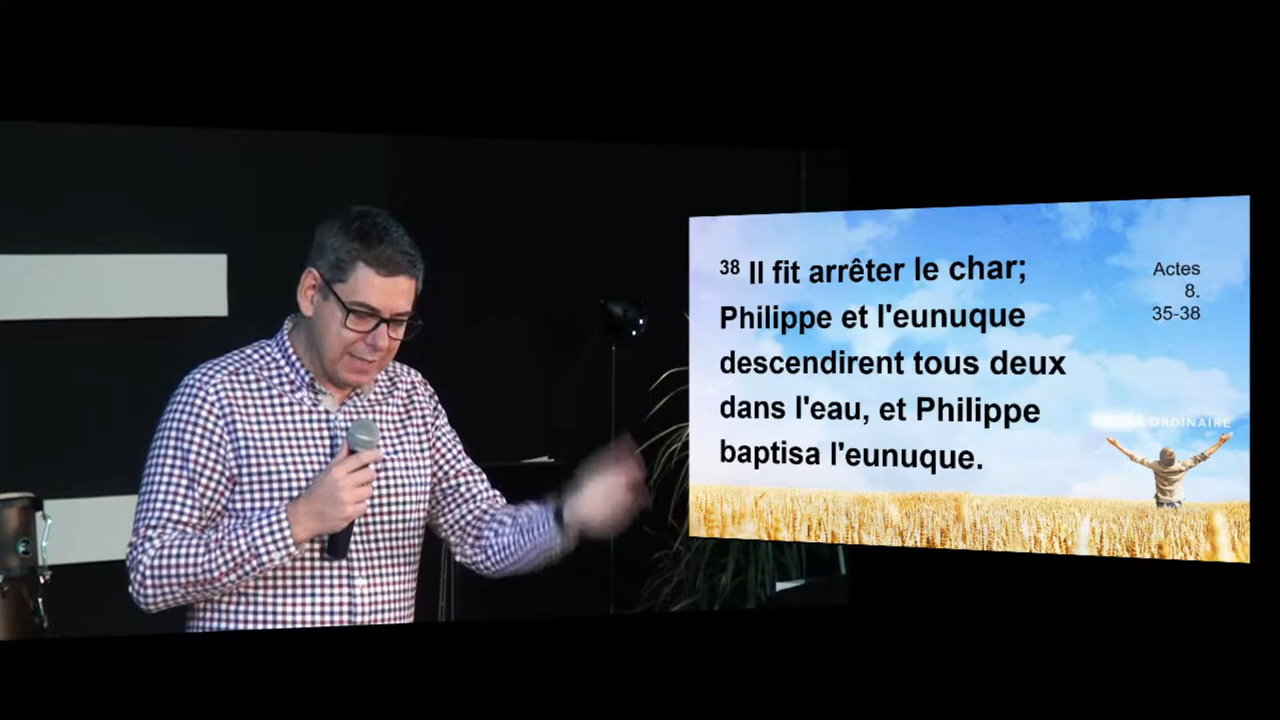 38 Il fit arrêter le char;
Philippe et l'eunuque
descendirent tous deux
dans l'eau, et Philippe
baptisa l'eunuque.
Actes
8.
35-38
ORDINAIRE